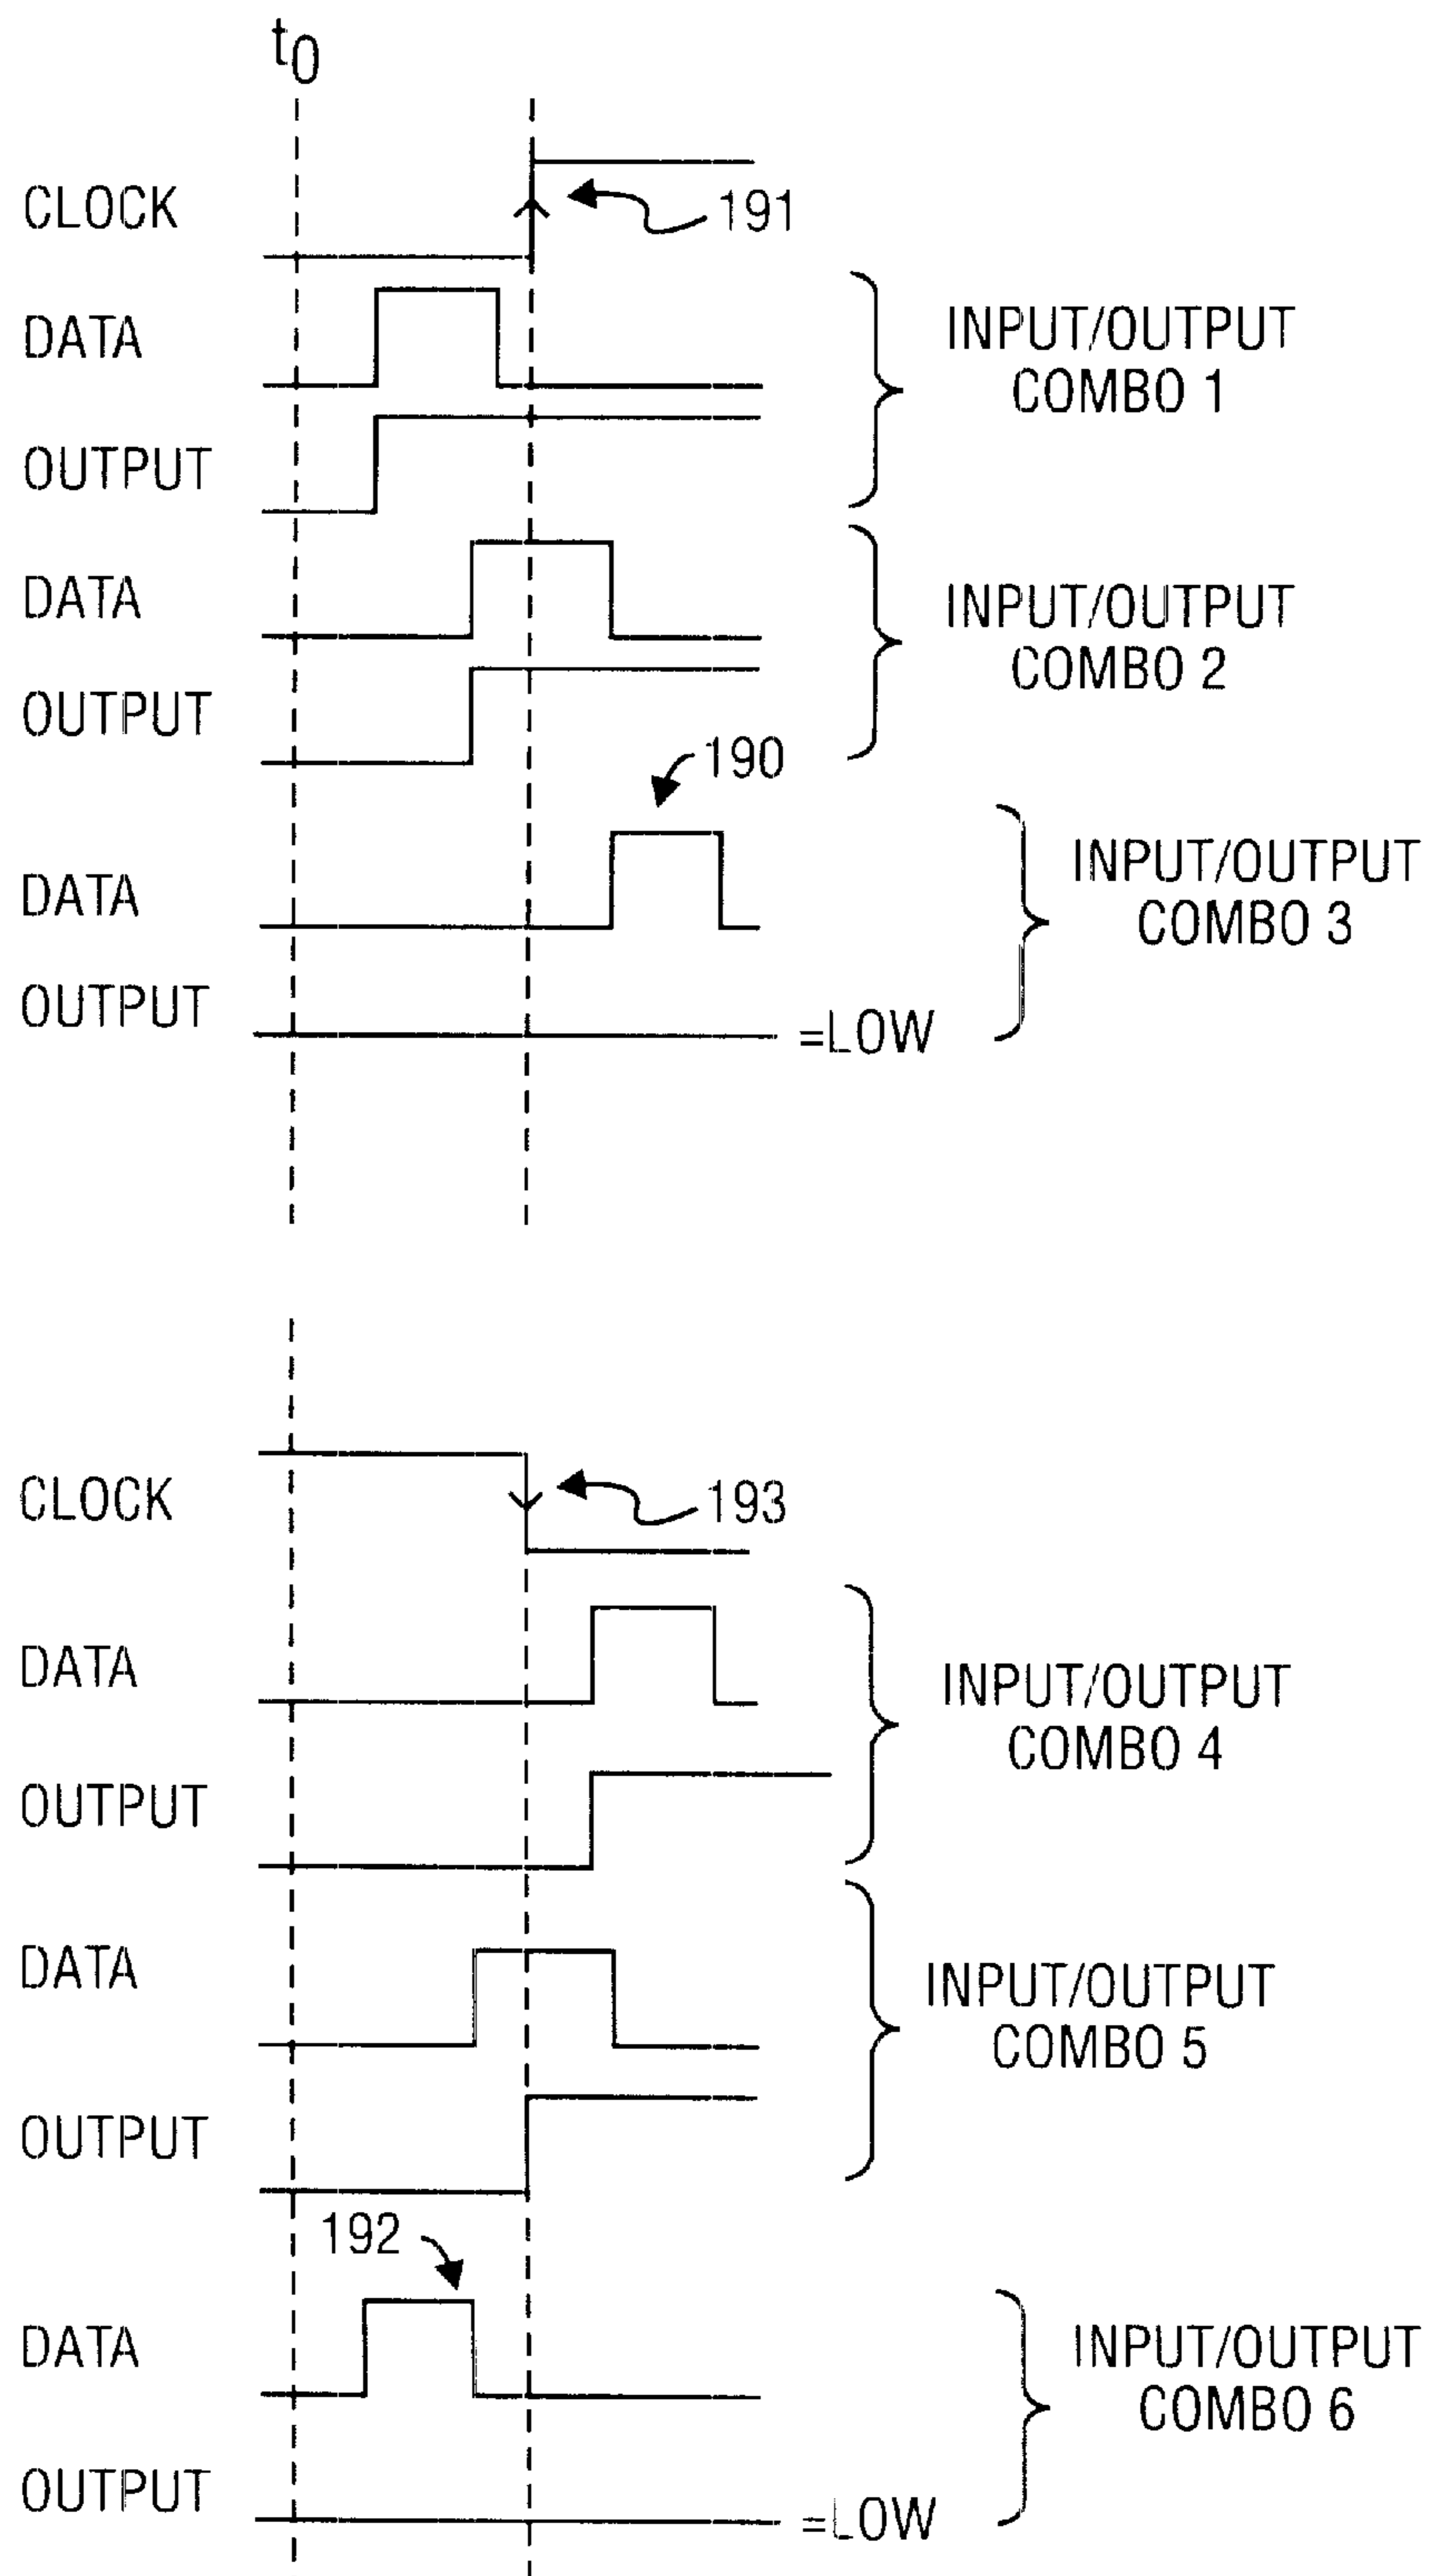 t0
CLOCK
191
DATA
INPUT/OUTPUT
COMBO 1
OUTPUT
DATA
INPUT/OUTPUT
COMBO 2
OUTPUT
190
DATA
INPUT/OUTPUT
COMBO 3
OUTPUT
=LOW
CLOCK
193
DATA
INPUT/OUTPUT
COMBO 4
OUTPUT
DATA
INPUT/OUTPUT
COMBO 5
OUTPUT
192
DATA
INPUT/OUTPUT
COMBO 6
OUTPUT
=LOW